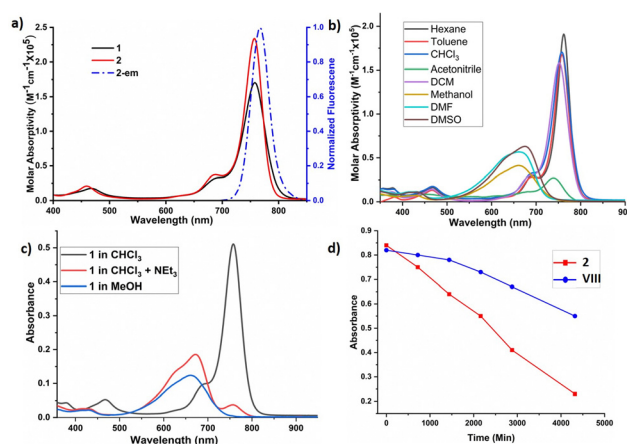 a)
1
2
2-em
Molar Absorptivity (M⁻¹cm⁻¹x10⁵)
2.5
2.0
1.5
1.0
0.5
0.0
400 500 600 700 800
Wavelength (nm)
1.0
0.8
0.6
0.4
0.2
0.0
Normalized Fluorescene
b)
Hexane
Toluene
CHCl₃
Acetonitrile
DCM
Methanol
DMF
DMSO
Molar Absorptivity (M⁻¹cm⁻¹x10⁵)
2.0
1.5
1.0
0.5
0.0
400 500 600 700 800 900
Wavelength (nm)
c)
1 in CHCl₃
1 in CHCl₃ + NEt₃
1 in MeOH
Absorbance
0.5
0.4
0.3
0.2
0.1
0.0
400 500 600 700 800 900
Wavelength (nm)
d)
2
VIII
Absorbance
0.9
0.8
0.7
0.6
0.5
0.4
0.3
0.2
0 1000 2000 3000 4000 5000
Time (Min)